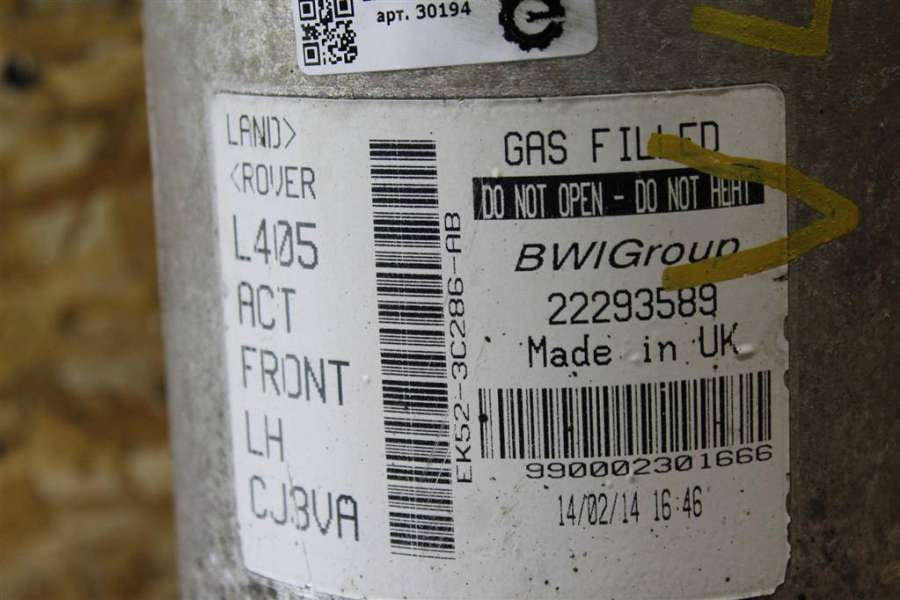 арт. 30194
LAND>
<ROVER
L405
ACT
FRONT
LH
CJ3VA
EK52-3C286-AB
GAS FILLED
DO NOT OPEN - DO NOT HEAT
BWIGroup
22293589
Made in UK
990002301666
14/02/14 16:46